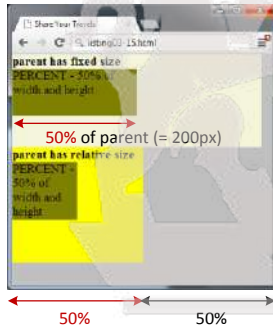 Share Your Trends
listing03-15.html
parent has fixed size
PERCENT - 50% of
width and height
50% of parent (= 200px)
parent has relative size
PERCENT -
50% of
width and
height
50% 50%